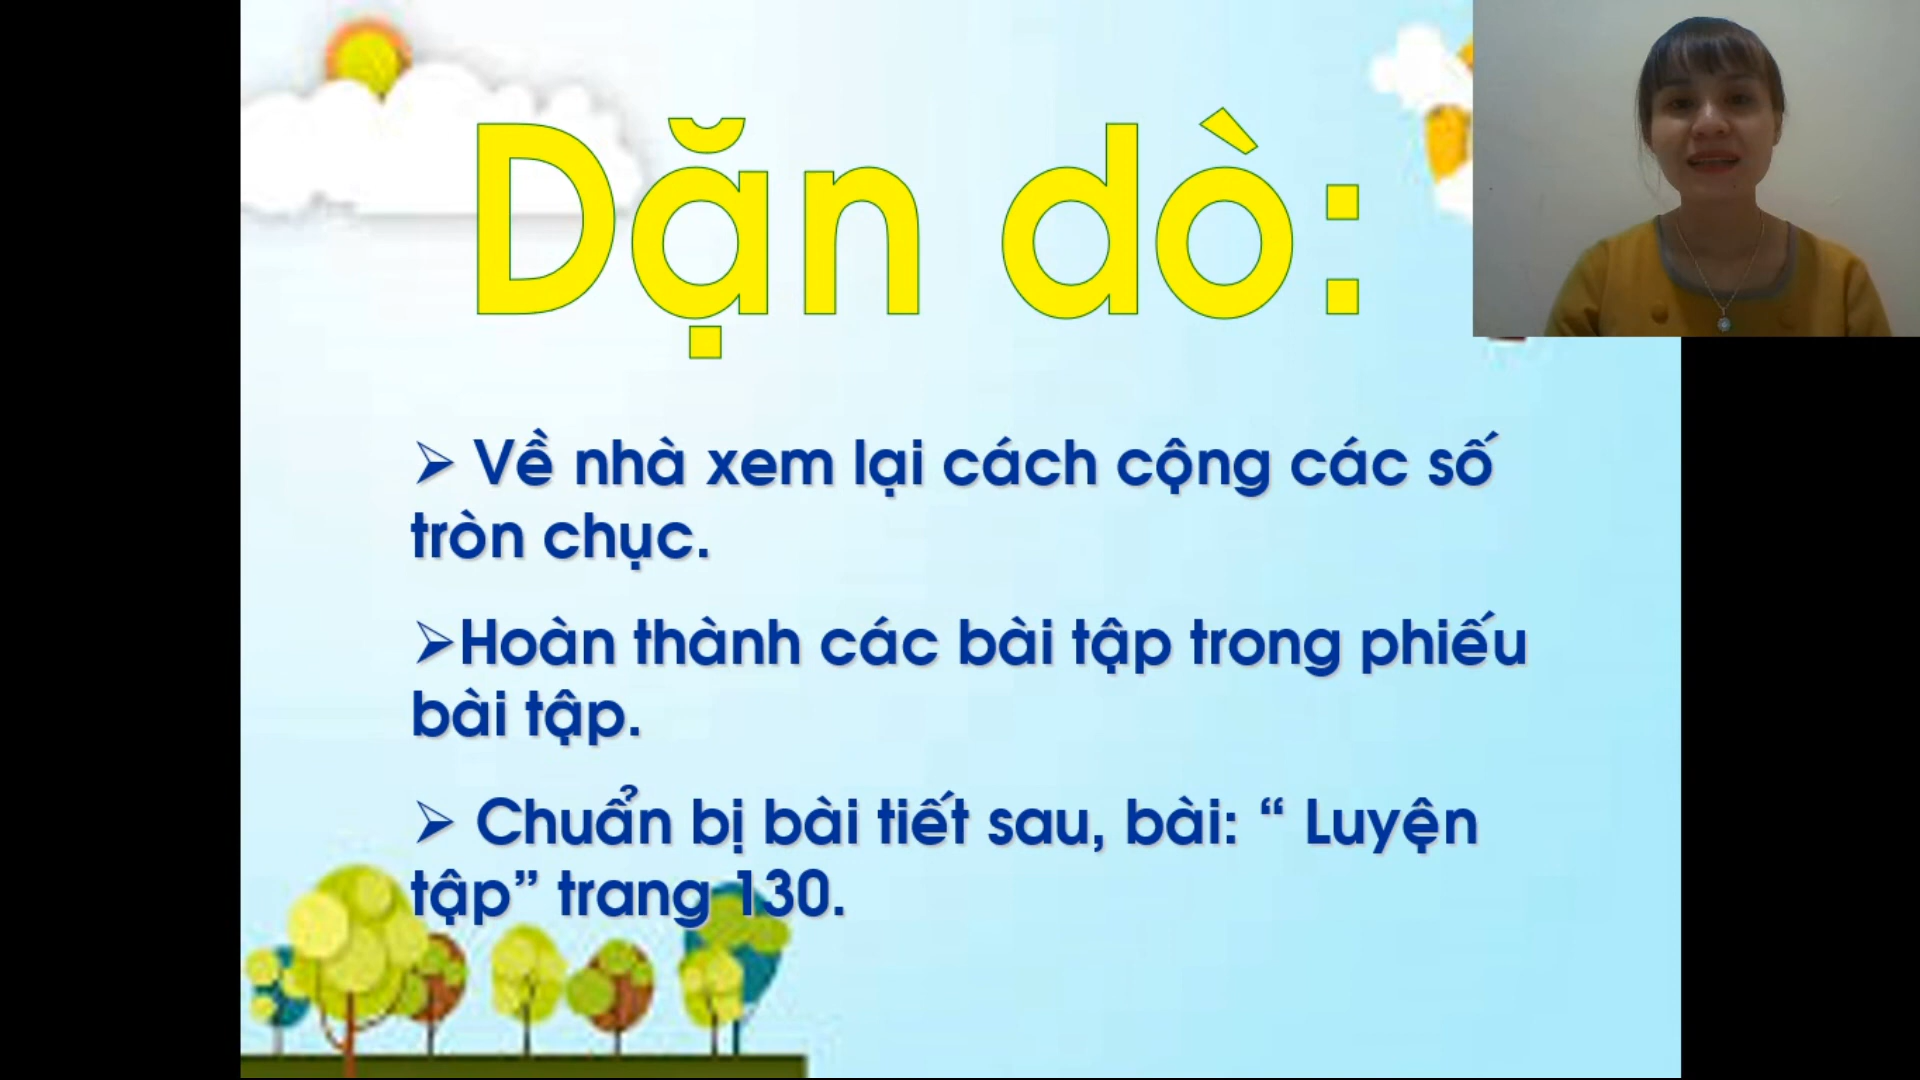 Dặn dò:
➢ Về nhà xem lại cách cộng các số
tròn chục.
➢Hoàn thành các bài tập trong phiếu
bài tập.
➢ Chuẩn bị bài tiết sau, bài: “ Luyện
tập” trang 130.